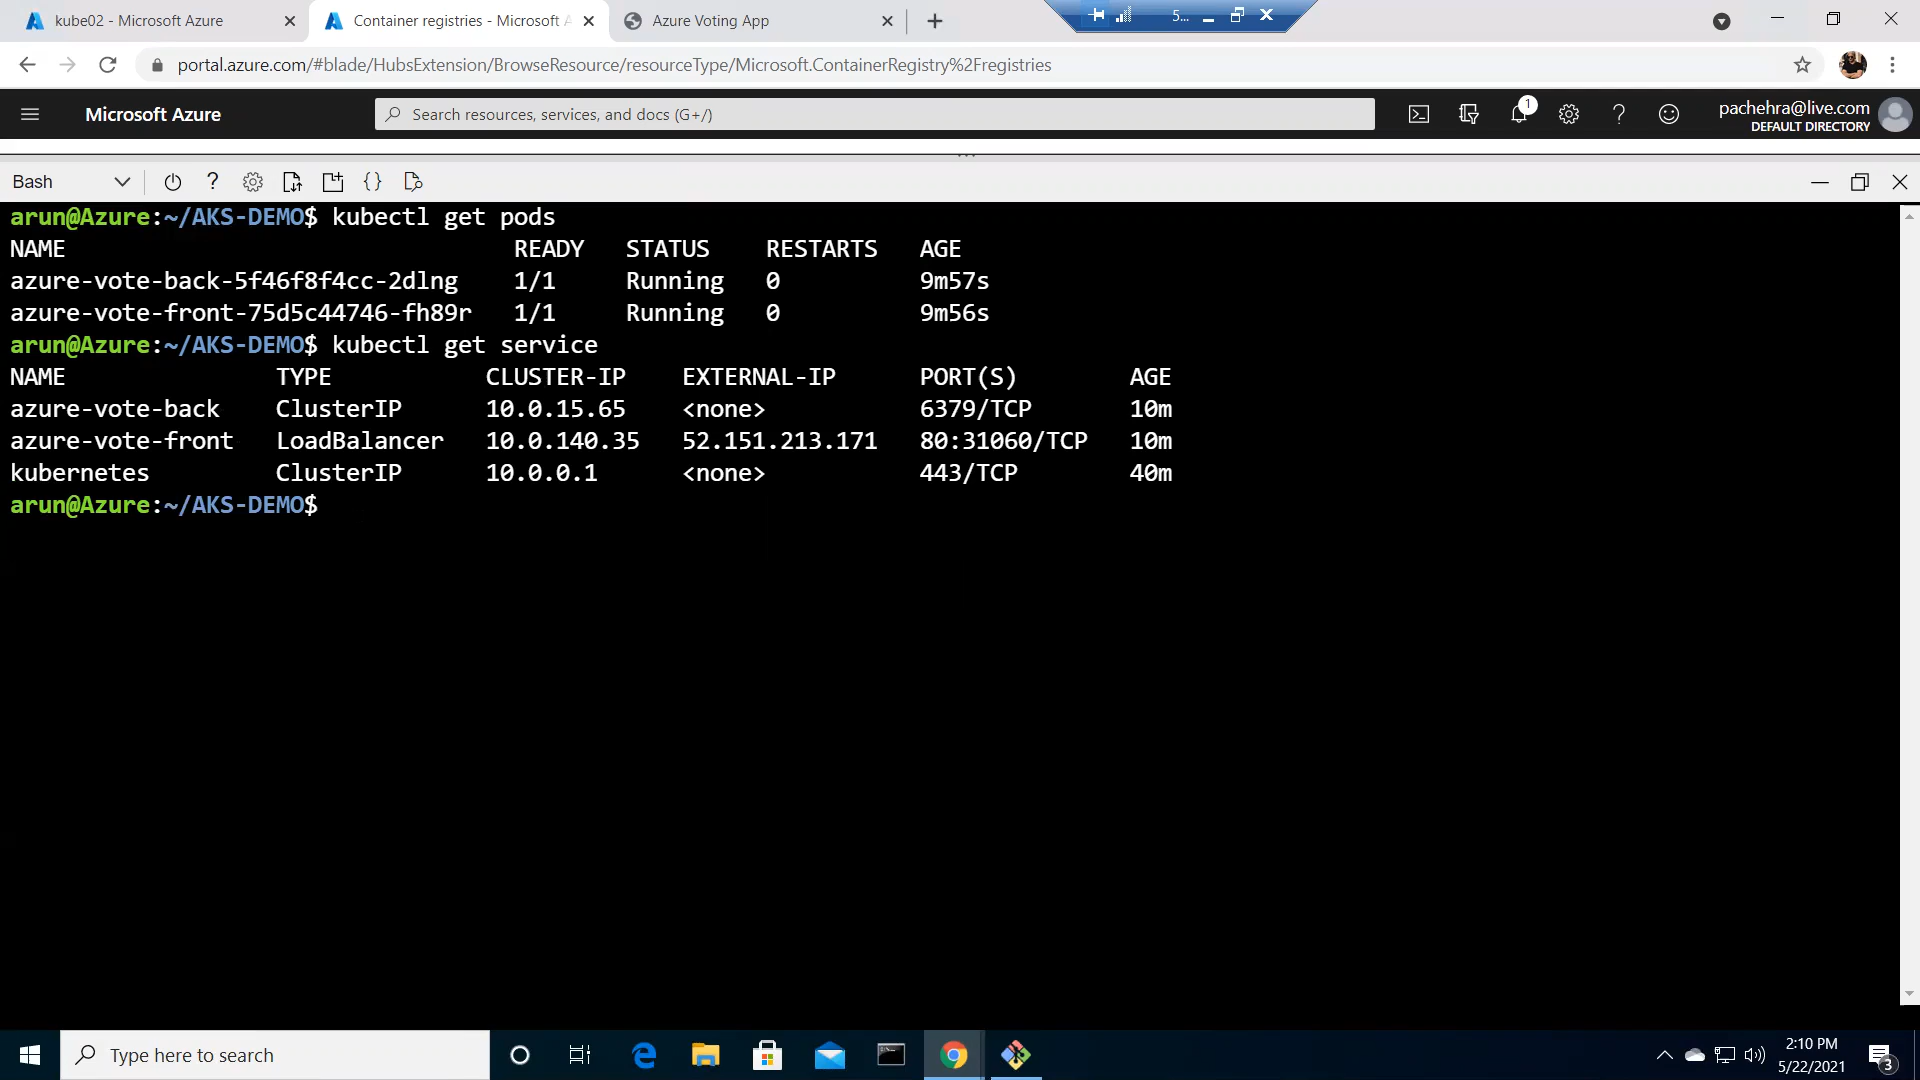 kube02 - Microsoft Azure
Container registries - Microsoft A
Azure Voting App
5...
portal.azure.com/#blade/HubsExtension/BrowseResource/resourceType/Microsoft.ContainerRegistry%2Fregistries
Microsoft Azure
Search resources, services, and docs (G+/)
1
pachehra@live.com
DEFAULT DIRECTORY
Bash
arun@Azure:~/AKS-DEMO$ kubectl get pods
NAME READY STATUS RESTARTS AGE
azure-vote-back-5f46f8f4cc-2dlng 1/1 Running 0 9m57s
azure-vote-front-75d5c44746-fh89r 1/1 Running 0 9m56s
arun@Azure:~/AKS-DEMO$ kubectl get service
NAME TYPE CLUSTER-IP EXTERNAL-IP PORT(S) AGE
azure-vote-back ClusterIP 10.0.15.65 <none> 6379/TCP 10m
azure-vote-front LoadBalancer 10.0.140.35 52.151.213.171 80:31060/TCP 10m
kubernetes ClusterIP 10.0.0.1 <none> 443/TCP 40m
arun@Azure:~/AKS-DEMO$
Type here to search
2:10 PM
5/22/2021
3